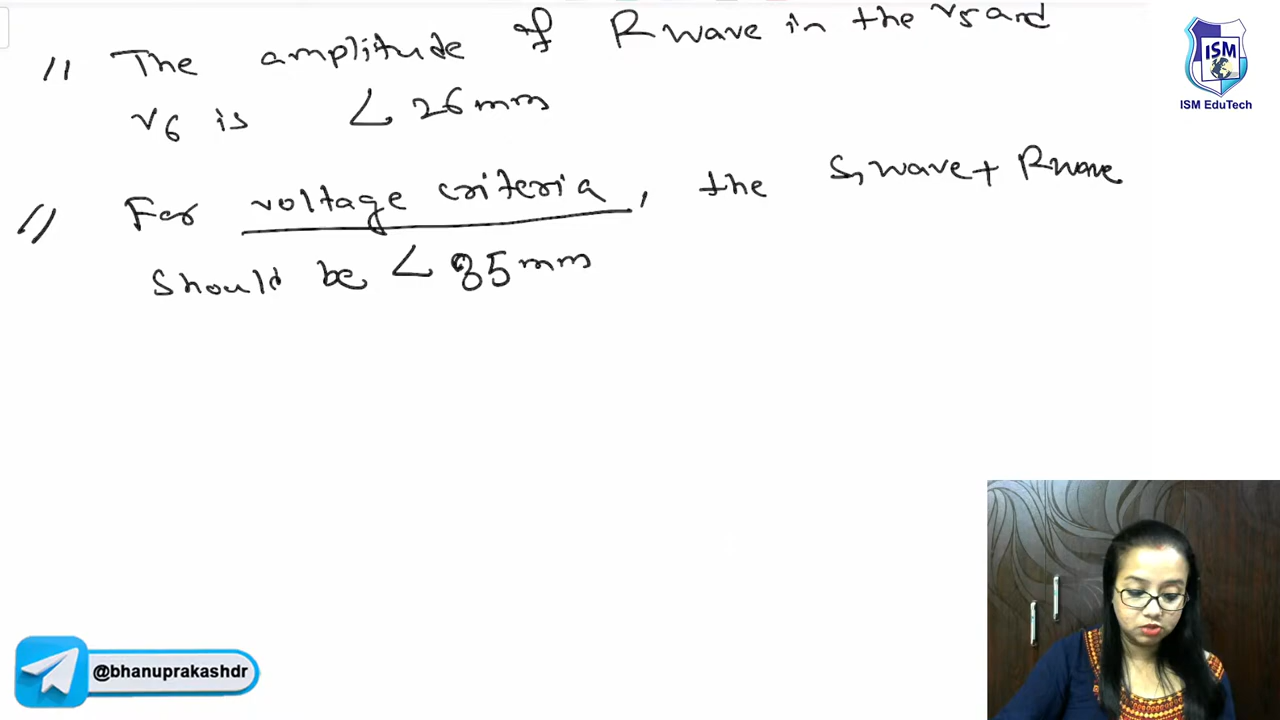 // The amplitude of R wave in the V5 and
V6 is < 26 mm
// For voltage criteria, the S, wave + R wave
should be < 35 mm
ISM
ISM EduTech
@bhanuprakashdr